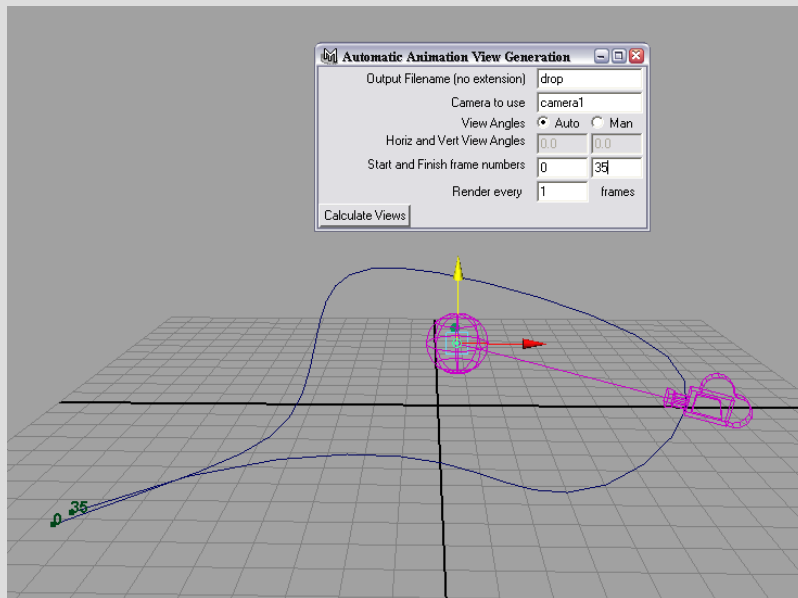 Automatic Animation View Generation
Output Filename (no extension) drop
Camera to use camera1
View Angles Auto Man
Horiz and Vert View Angles 0.0 0.0
Start and Finish frame numbers 0 35
Render every 1 frames
Calculate Views
35
0